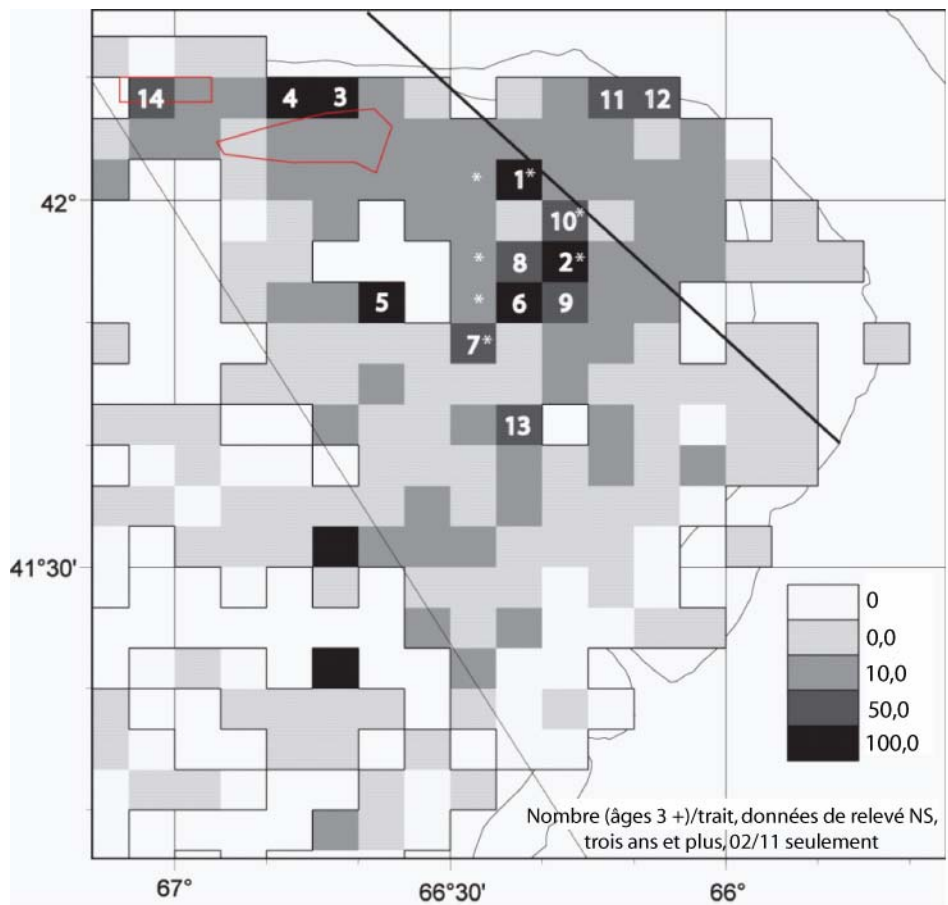 14 4 3 11 12
1*
*
42°
10*
* 8 2*
5 * 6 9
7*
13
41°30'
0
0,0
10,0
50,0
100,0
Nombre (âges 3 +)/trait, données de relevé NS,
trois ans et plus, 02/11 seulement
67° 66°30' 66°